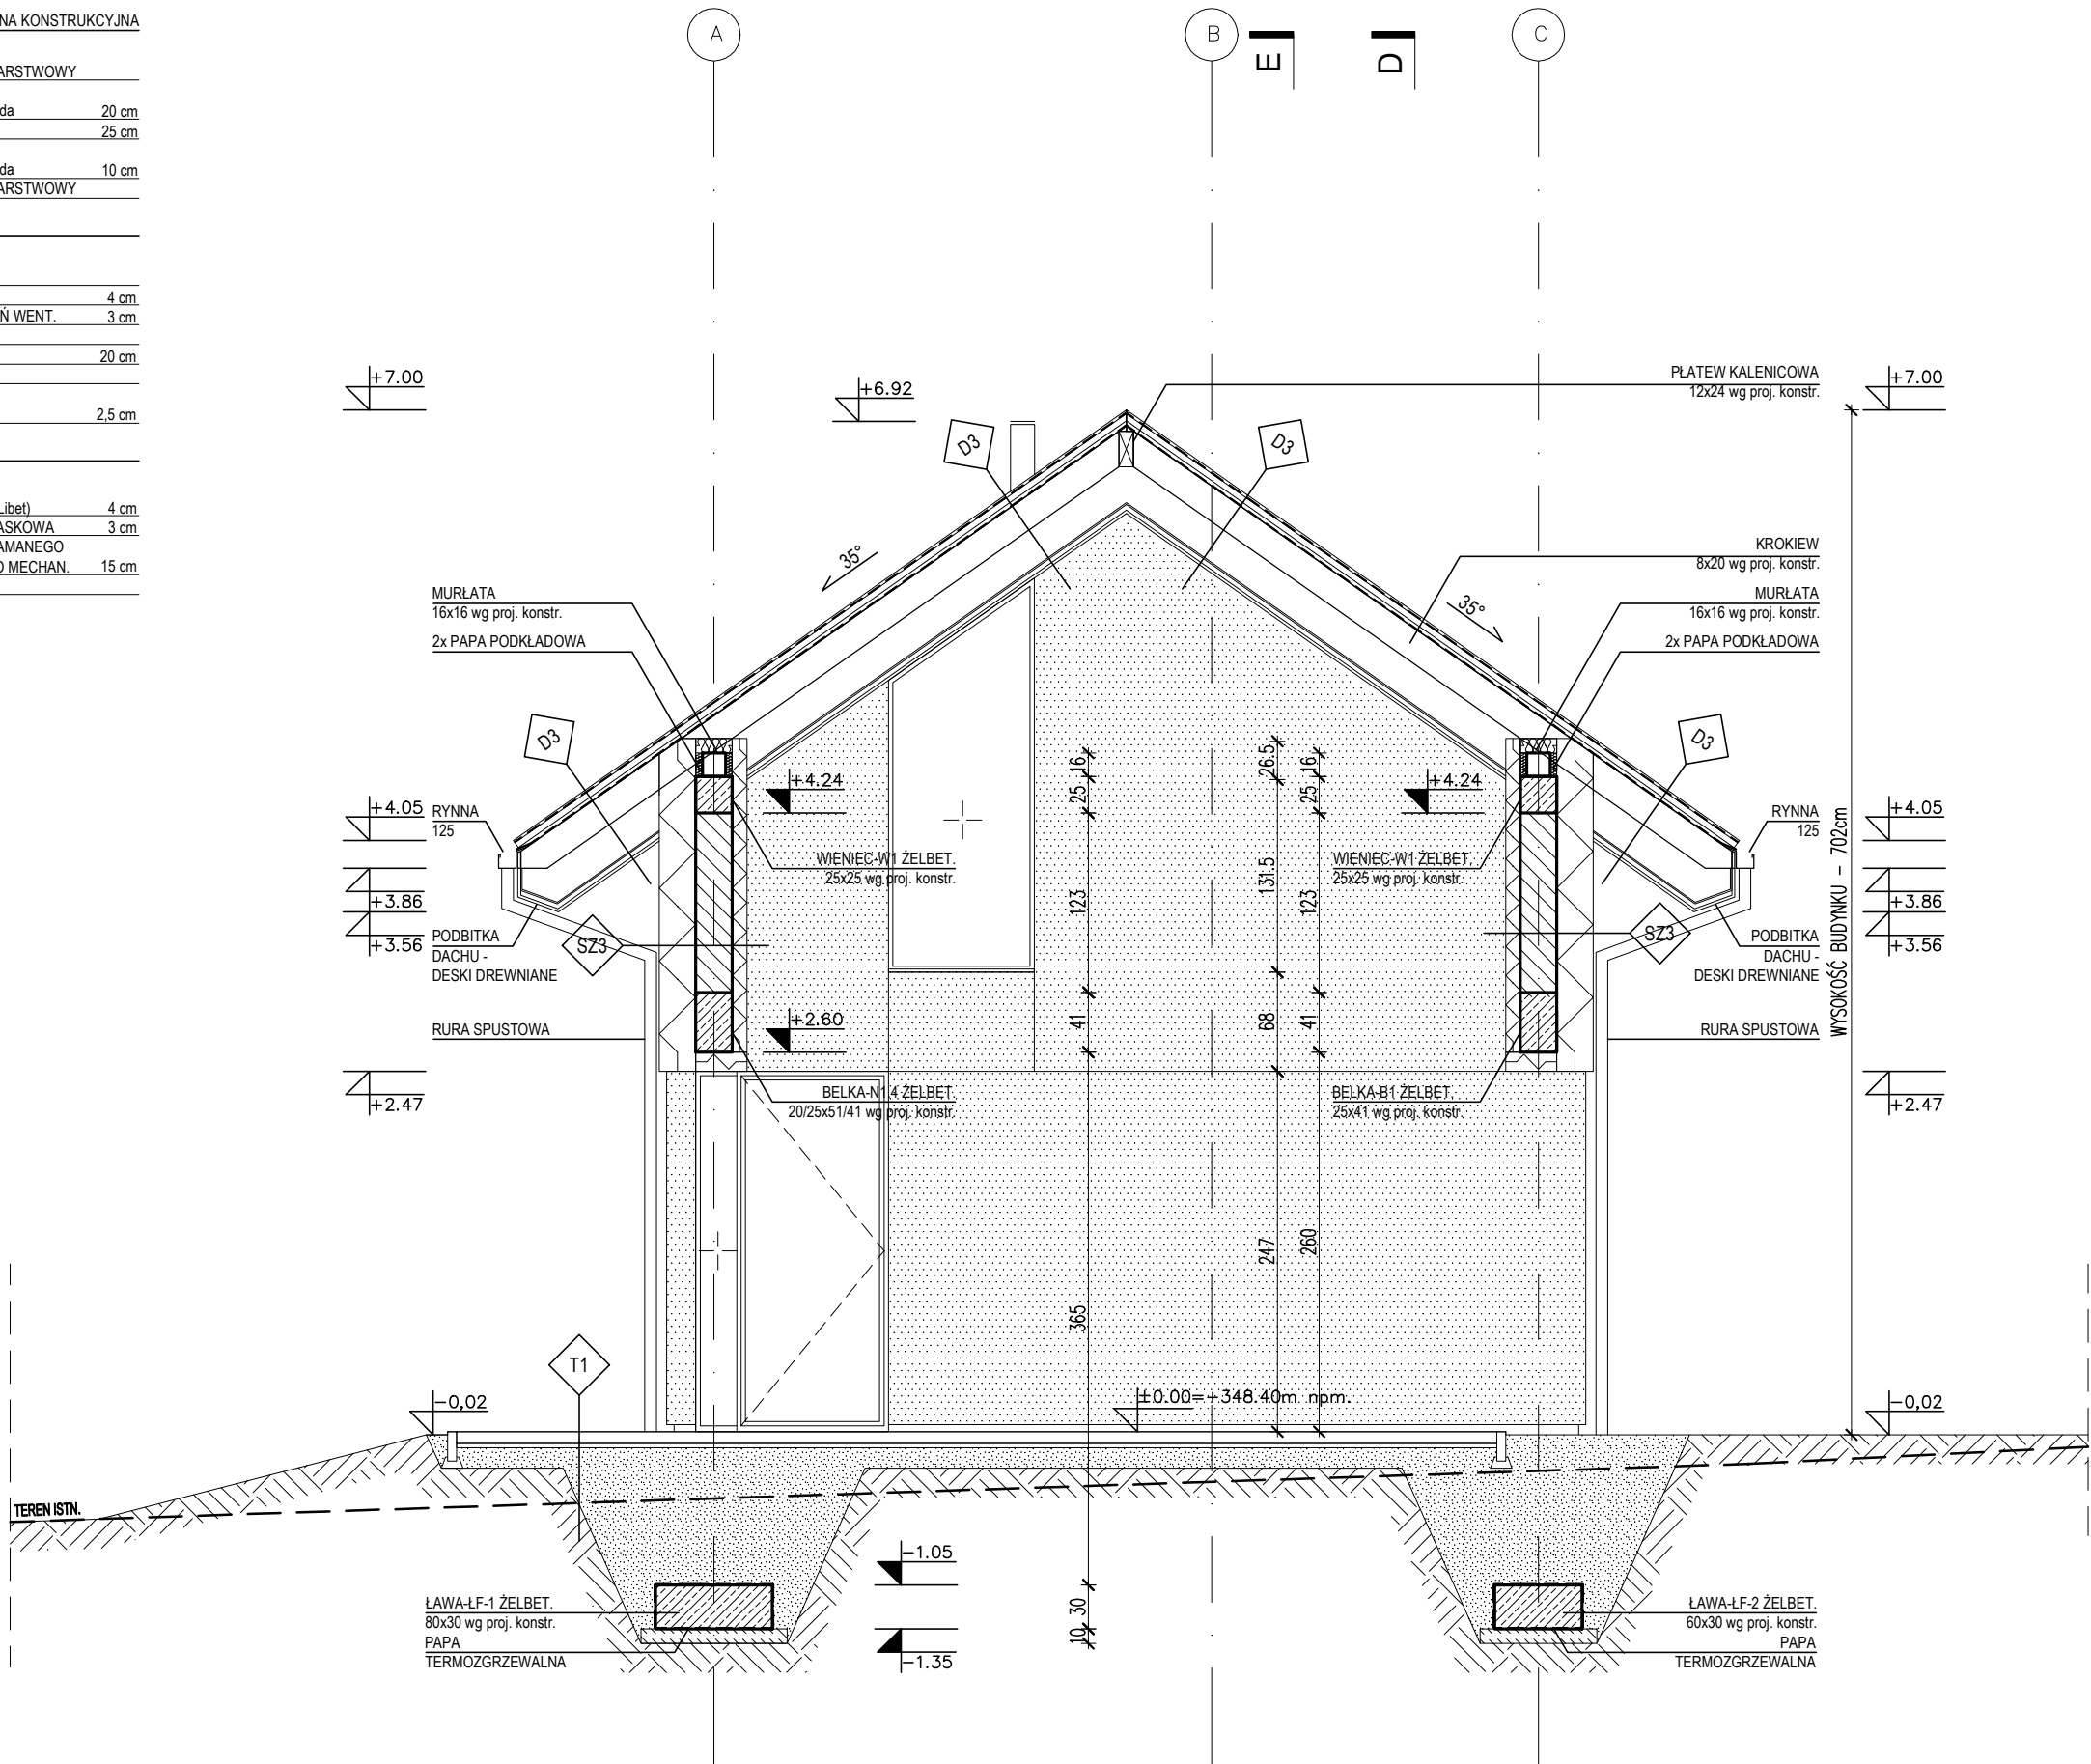 NA KONSTRUKCYJNA
ARSTWOWY
da 20 cm
25 cm
da 10 cm
ARSTWOWY
4 cm
Ń WENT. 3 cm
20 cm
2,5 cm
Libet) 4 cm
ASKOWA 3 cm
AMANEGO
O MECHAN. 15 cm
A
B
E
D
C
+7.00
+6.92
PŁATEW KALENICOWA
12x24 wg proj. konstr.
+7.00
D3
D3
35°
KROKIEW
8x20 wg proj. konstr.
35°
MURŁATA
16x16 wg proj. konstr.
2x PAPA PODKŁADOWA
MURŁATA
16x16 wg proj. konstr.
2x PAPA PODKŁADOWA
D3
D3
16
26.5
16
+4.24
25
25
+4.24
+4.05
RYNNA
125
RYNNA
125
+4.05
WIENIEC-W1 ŻELBET.
25x25 wg proj. konstr.
WIENIEC-W1 ŻELBET.
25x25 wg proj. konstr.
123
131.5
123
+3.86
+3.56
+3.86
+3.56
PODBITKA
DACHU -
DESKI DREWNIANE
SZ3
SZ3
PODBITKA
DACHU -
DESKI DREWNIANE
WYSOKOŚĆ BUDYNKU - 702cm
RURA SPUSTOWA
+2.60
41
68
41
RURA SPUSTOWA
+2.47
BELKA-N1.4 ŻELBET.
20/25x51/41 wg proj. konstr.
BELKA-B1 ŻELBET.
25x41 wg proj. konstr.
+2.47
247
260
365
T1
-0,02
±0.00=+348.40m npm.
-0,02
TEREN ISTN.
-1.05
30
10
-1.35
ŁAWA-ŁF-1 ŻELBET.
80x30 wg proj. konstr.
PAPA
TERMOZGRZEWALNA
ŁAWA-ŁF-2 ŻELBET.
60x30 wg proj. konstr.
PAPA
TERMOZGRZEWALNA